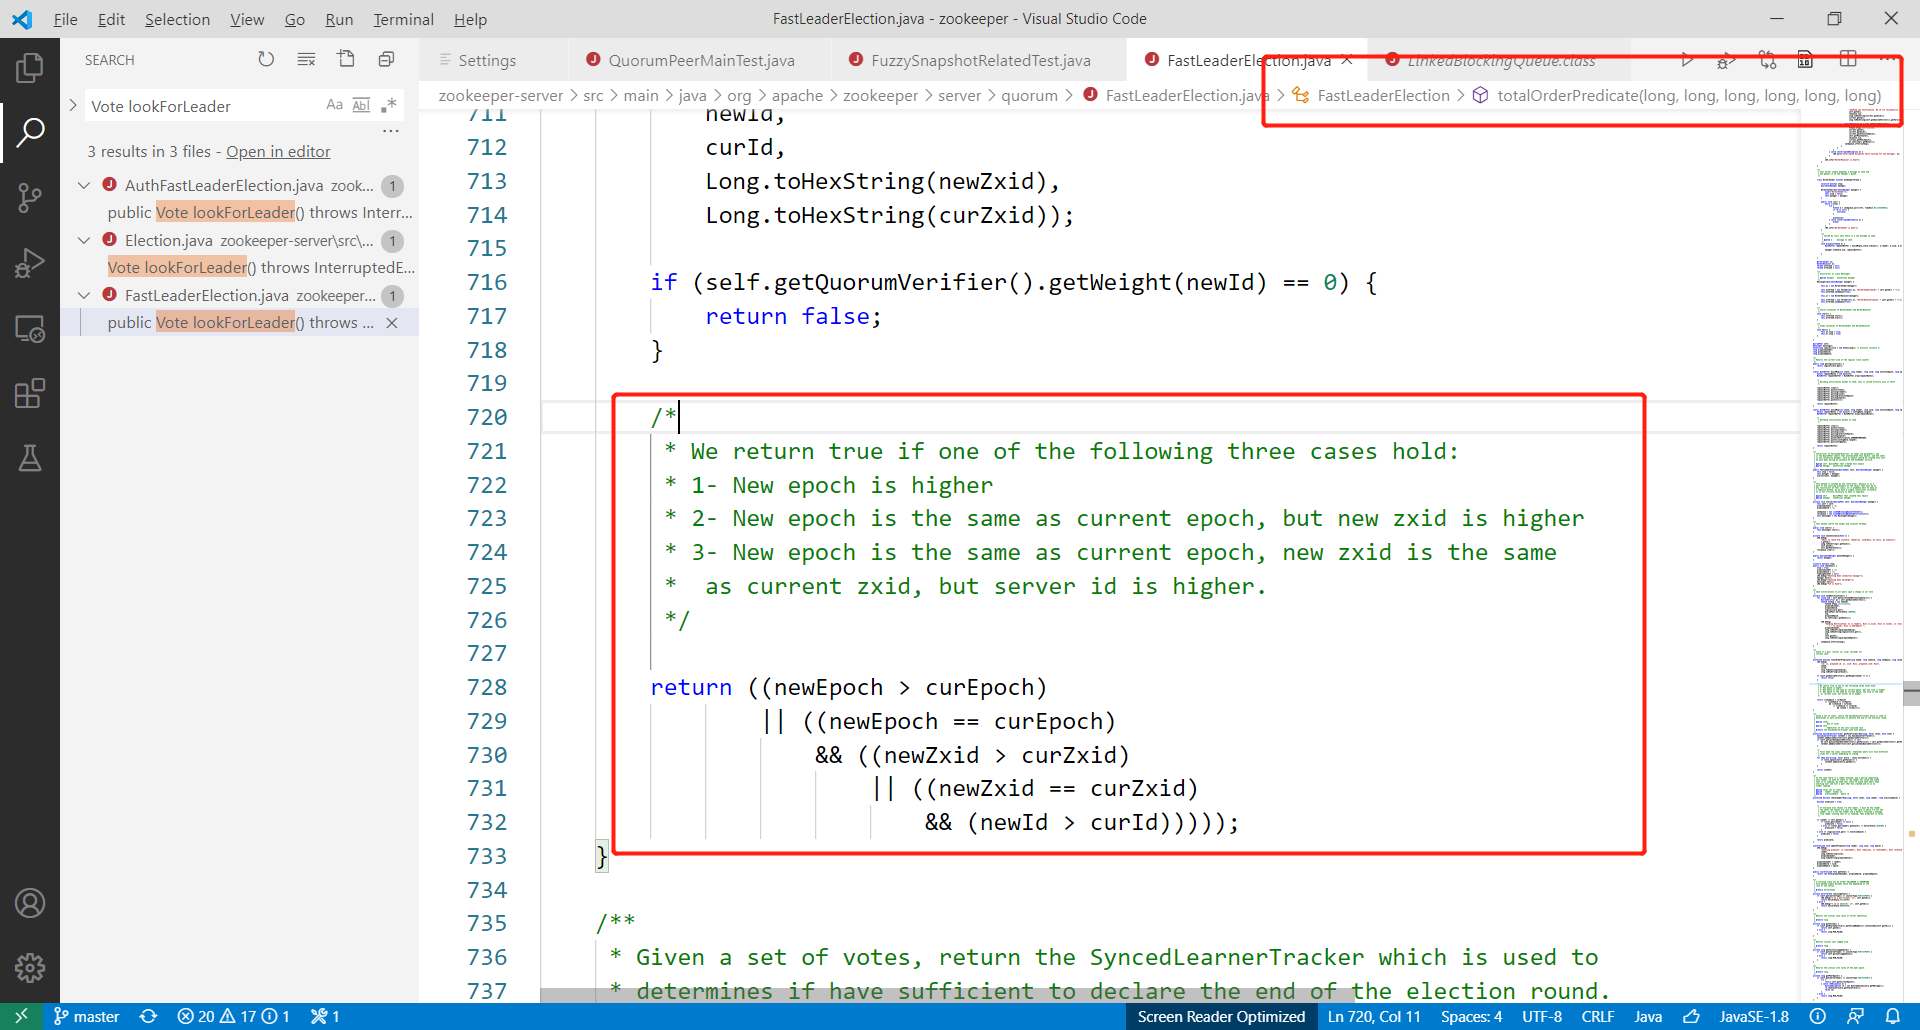 File Edit Selection View Go Run Terminal Help
FastLeaderElection.java - zookeeper - Visual Studio Code
SEARCH
Vote lookForLeader
Aa Abl .*
3 results in 3 files - Open in editor
AuthFastLeaderElection.java zook... 1
public Vote lookForLeader() throws Interr...
Election.java zookeeper-server\src\... 1
Vote lookForLeader() throws InterruptedE...
FastLeaderElection.java zookeeper... 1
public Vote lookForLeader() throws ...
Settings
QuorumPeerMainTest.java
FuzzySnapshotRelatedTest.java
FastLeaderElection.java
LinkedBlockingQueue.class
zookeeper-server > src > main > java > org > apache > zookeeper > server > quorum > FastLeaderElection.java > FastLeaderElection > totalOrderPredicate(long, long, long, long, long, long)
711 newId,
712 curId,
713 Long.toHexString(newZxid),
714 Long.toHexString(curZxid));
715
716 if (self.getQuorumVerifier().getWeight(newId) == 0) {
717 return false;
718 }
719
720 /*
721 * We return true if one of the following three cases hold:
722 * 1- New epoch is higher
723 * 2- New epoch is the same as current epoch, but new zxid is higher
724 * 3- New epoch is the same as current epoch, new zxid is the same
725 * as current zxid, but server id is higher.
726 */
727
728 return ((newEpoch > curEpoch)
729 || ((newEpoch == curEpoch)
730 && ((newZxid > curZxid)
731 || ((newZxid == curZxid)
732 && (newId > curId)))));
733 }
734
735 /**
736 * Given a set of votes, return the SyncedLearnerTracker which is used to
737 * determines if have sufficient to declare the end of the election round.
master 20 17 1 1
Screen Reader Optimized Ln 720, Col 11 Spaces: 4 UTF-8 CRLF Java JavaSE-1.8